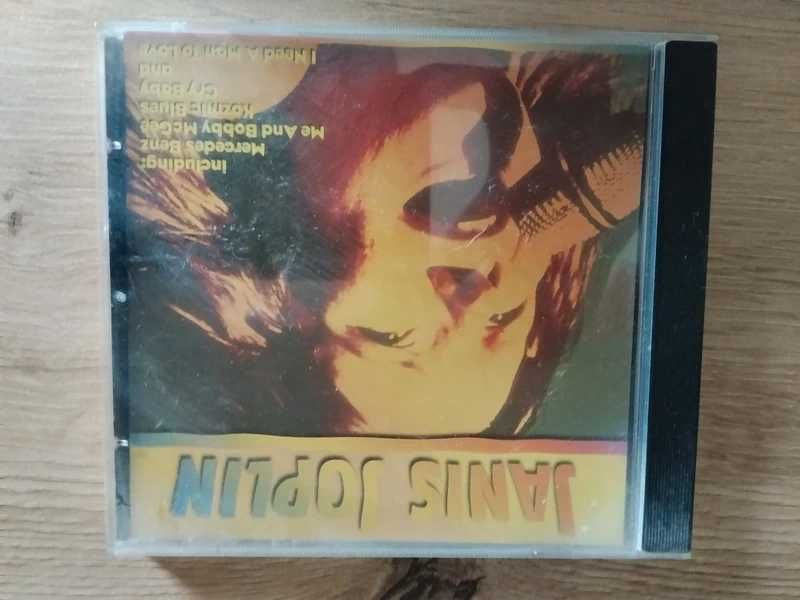 JANIS JOPLIN
including:
Mercedes Benz
Me And Bobby McGee
Kozmic Blues
Cry Baby
and
I Need A Man To Love